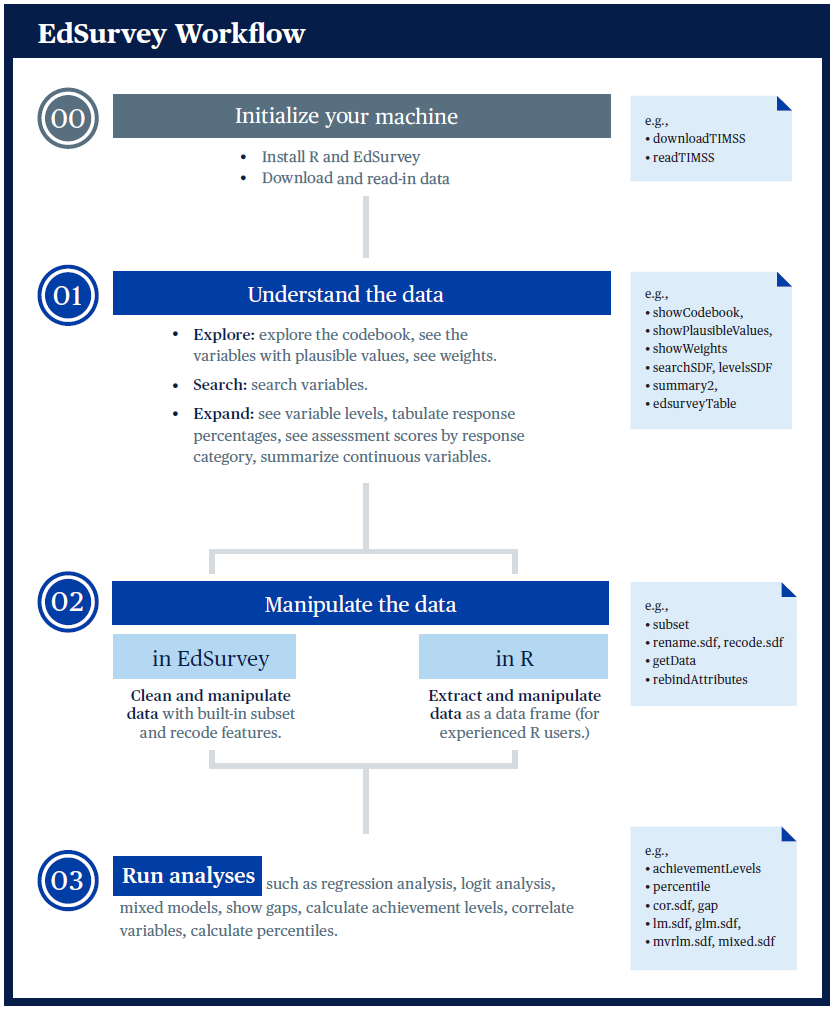 EdSurvey Workflow
00
Initialize your machine
• Install R and EdSurvey
• Download and read-in data
e.g.,
• downloadTIMSS
• readTIMSS
01
Understand the data
• Explore: explore the codebook, see the
variables with plausible values, see weights.
• Search: search variables.
• Expand: see variable levels, tabulate response
percentages, see assessment scores by response
category, summarize continuous variables.
e.g.,
• showCodebook,
• showPlausibleValues,
• showWeights
• searchSDF, levelsSDF
• summary2,
• edsurveyTable
02
Manipulate the data
in EdSurvey
Clean and manipulate
data with built-in subset
and recode features.
in R
Extract and manipulate
data as a data frame (for
experienced R users.)
e.g.,
• subset
• rename.sdf, recode.sdf
• getData
• rebindAttributes
03
Run analyses such as regression analysis, logit analysis,
mixed models, show gaps, calculate achievement levels, correlate
variables, calculate percentiles.
e.g.,
• achievementLevels
• percentile
• cor.sdf, gap
• lm.sdf, glm.sdf,
• mvrlm.sdf, mixed.sdf